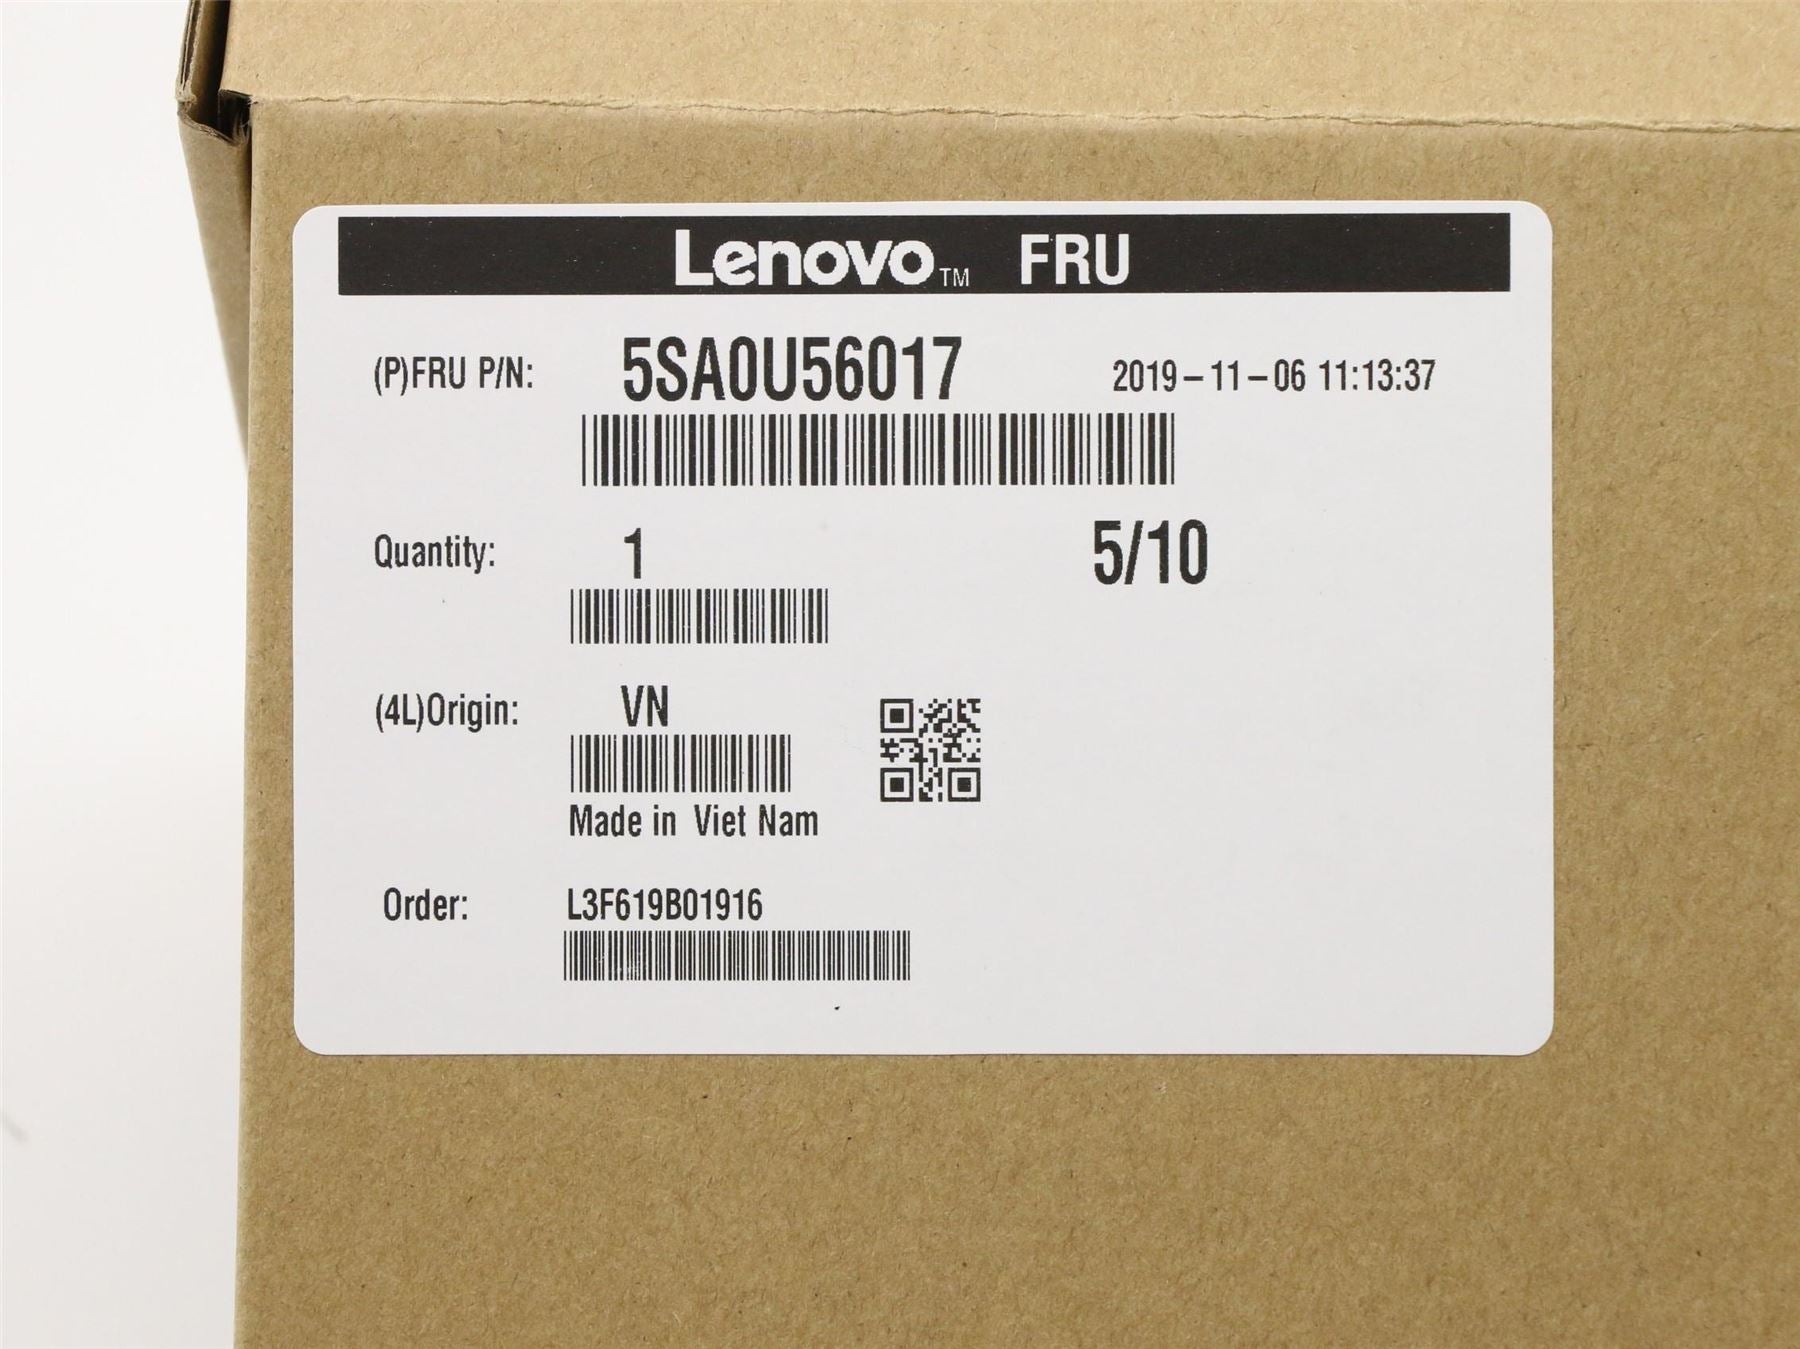 Lenovo™ FRU
(P)FRU P/N: 5SA0U56017 2019-11-06 11:13:37
Quantity: 1 5/10
(4L)Origin: VN
Made in Viet Nam
Order: L3F619B01916